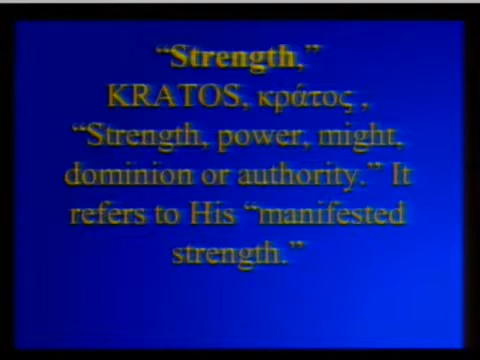 “Strength,”
KRATOS, κράτος ,
“Strength, power, might,
dominion or authority.” It
refers to His “manifested
strength.”